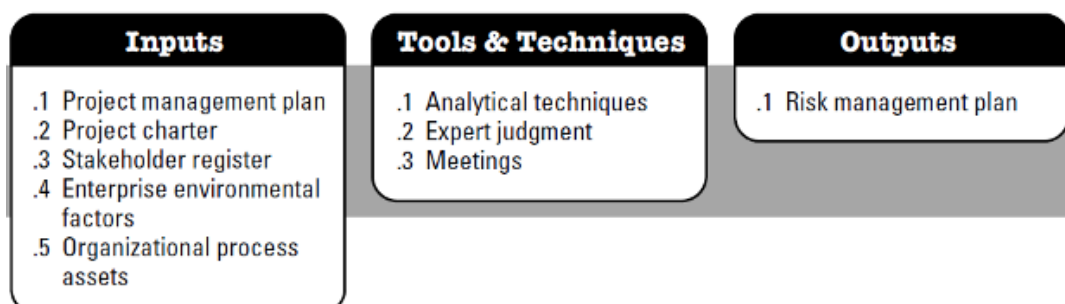 Inputs
.1 Project management plan
.2 Project charter
.3 Stakeholder register
.4 Enterprise environmental
factors
.5 Organizational process
assets
Tools & Techniques
.1 Analytical techniques
.2 Expert judgment
.3 Meetings
Outputs
.1 Risk management plan